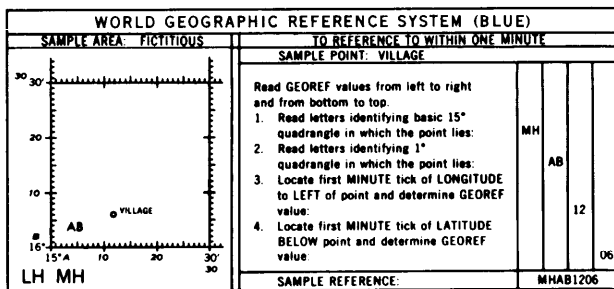 WORLD GEOGRAPHIC REFERENCE SYSTEM (BLUE)
SAMPLE AREA: FICTITIOUS
30
30'
30'
10
10'
VILLAGE
AB
B
16°
15° A
10'
30'
30
LH MH
TO REFERENCE TO WITHIN ONE MINUTE
SAMPLE POINT: VILLAGE
Read GEOREF values from left to right
and from bottom to top.
1. Read letters identifying basic 15°
quadrangle in which the point lies:
MH
2. Read letters identifying 1°
quadrangle in which the point lies:
AB
3. Locate first MINUTE tick of LONGITUDE
to LEFT of point and determine GEOREF
value:
12
4. Locate first MINUTE tick of LATITUDE
BELOW point and determine GEOREF
value:
06
SAMPLE REFERENCE: MHAB1206